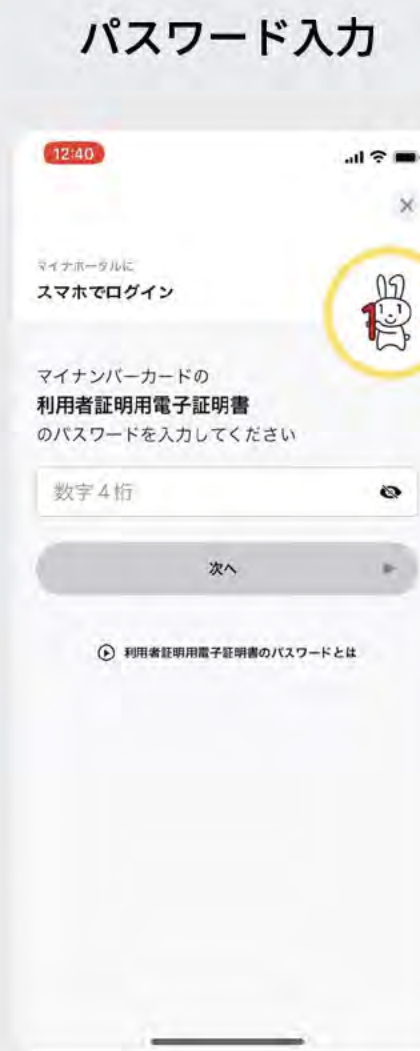 パスワード入力
12:40
マイナポータルに
スマホでログイン
1
マイナンバーカードの
利用者証明用電子証明書
のパスワードを入力してください
数字4桁
次へ
利用者証明用電子証明書のパスワードとは